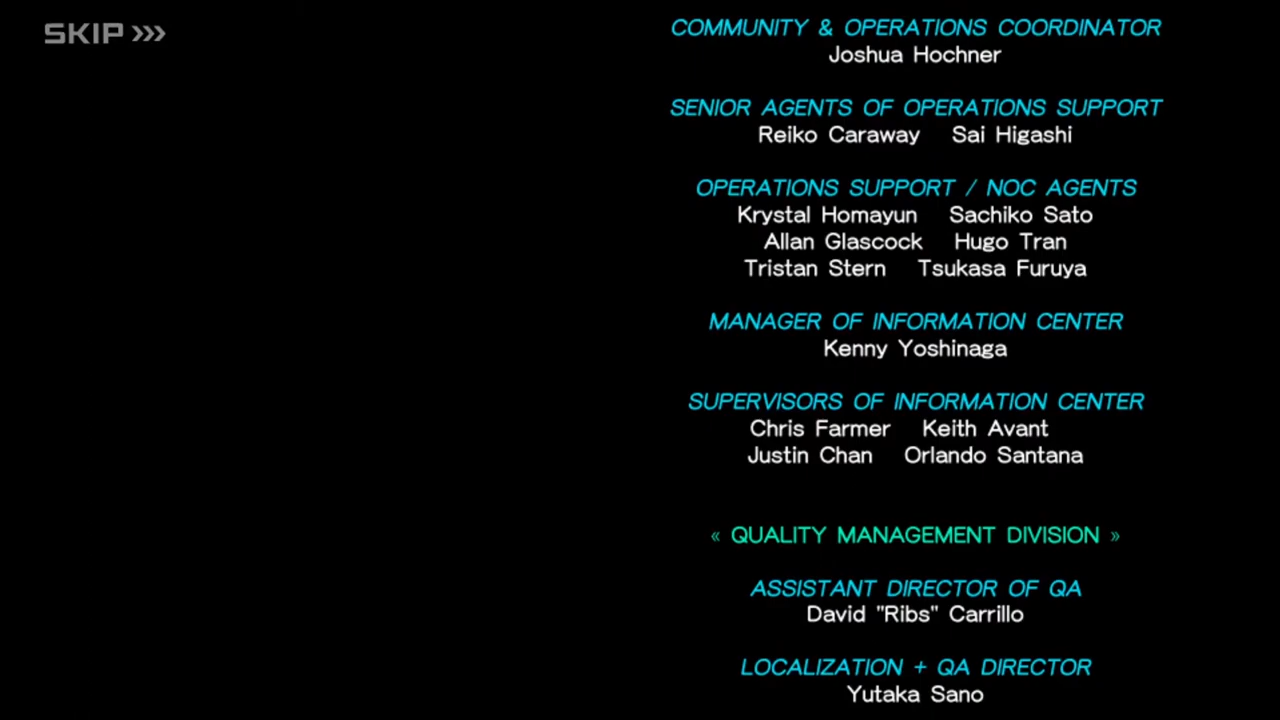 SKIP >>>
COMMUNITY & OPERATIONS COORDINATOR
Joshua Hochner
SENIOR AGENTS OF OPERATIONS SUPPORT
Reiko Caraway Sai Higashi
OPERATIONS SUPPORT / NOC AGENTS
Krystal Homayun Sachiko Sato
Allan Glascock Hugo Tran
Tristan Stern Tsukasa Furuya
MANAGER OF INFORMATION CENTER
Kenny Yoshinaga
SUPERVISORS OF INFORMATION CENTER
Chris Farmer Keith Avant
Justin Chan Orlando Santana
« QUALITY MANAGEMENT DIVISION »
ASSISTANT DIRECTOR OF QA
David "Ribs" Carrillo
LOCALIZATION + QA DIRECTOR
Yutaka Sano